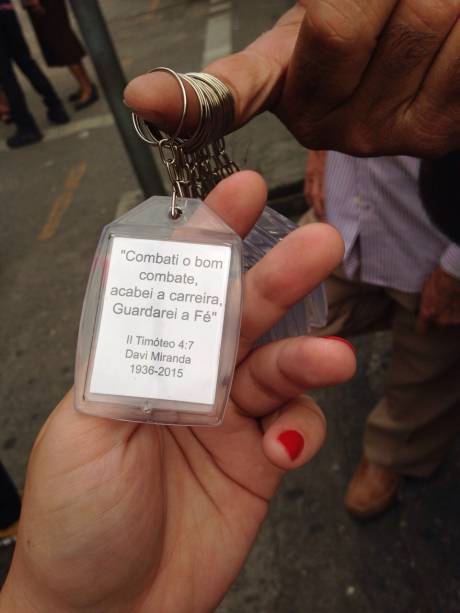 "Combati o bom
combate,
acabei a carreira,
Guardarei a Fé"
II Timóteo 4:7
Davi Miranda
1936-2015